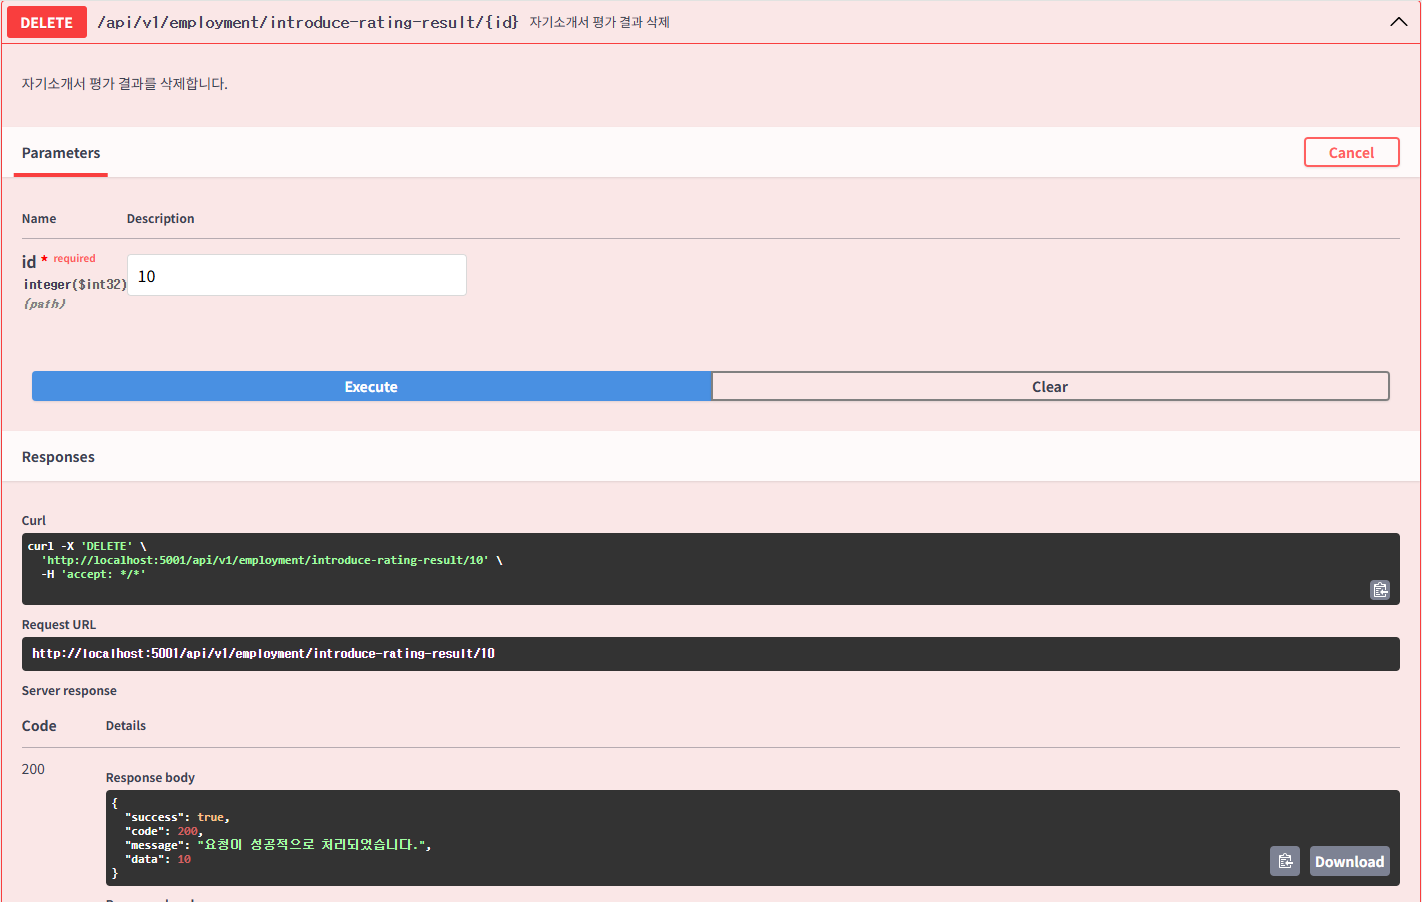 DELETE /api/v1/employment/introduce-rating-result/{id} 자기소개서 평가 결과 삭제
자기소개서 평가 결과를 삭제합니다.
Parameters
Cancel
Name Description
id * required
integer($int32)
(path)
10
Execute
Clear
Responses
Curl
curl -X 'DELETE' \
'http://localhost:5001/api/v1/employment/introduce-rating-result/10' \
-H 'accept: */*'
Request URL
http://localhost:5001/api/v1/employment/introduce-rating-result/10
Server response
Code Details
200
Response body
{
"success": true,
"code": 200,
"message": "요청이 성공적으로 처리되었습니다.",
"data": 10
}
Download